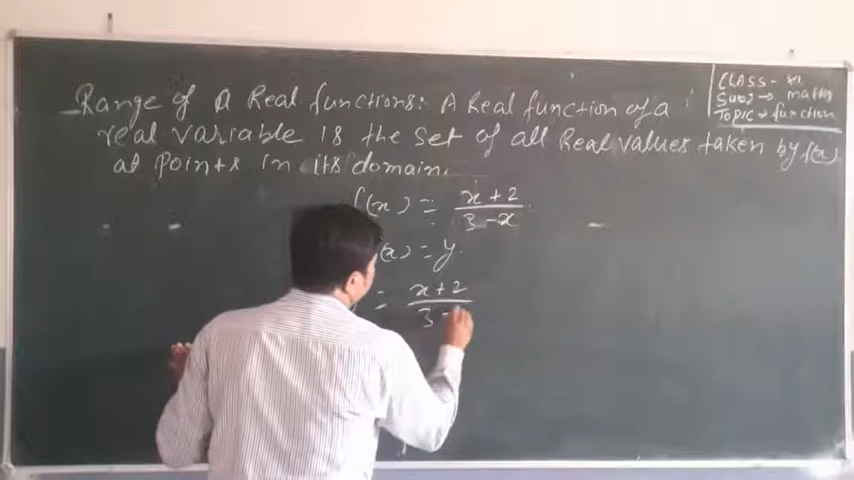 Range of a Real functions: A Real function of a
real variable is the set of all Real values taken by f(x)
at points in its domain.
CLASS - XI
Sub → maths
Topic → function
f(x) = x+2 / 3-x
(x) = y
= x+2 / 3-